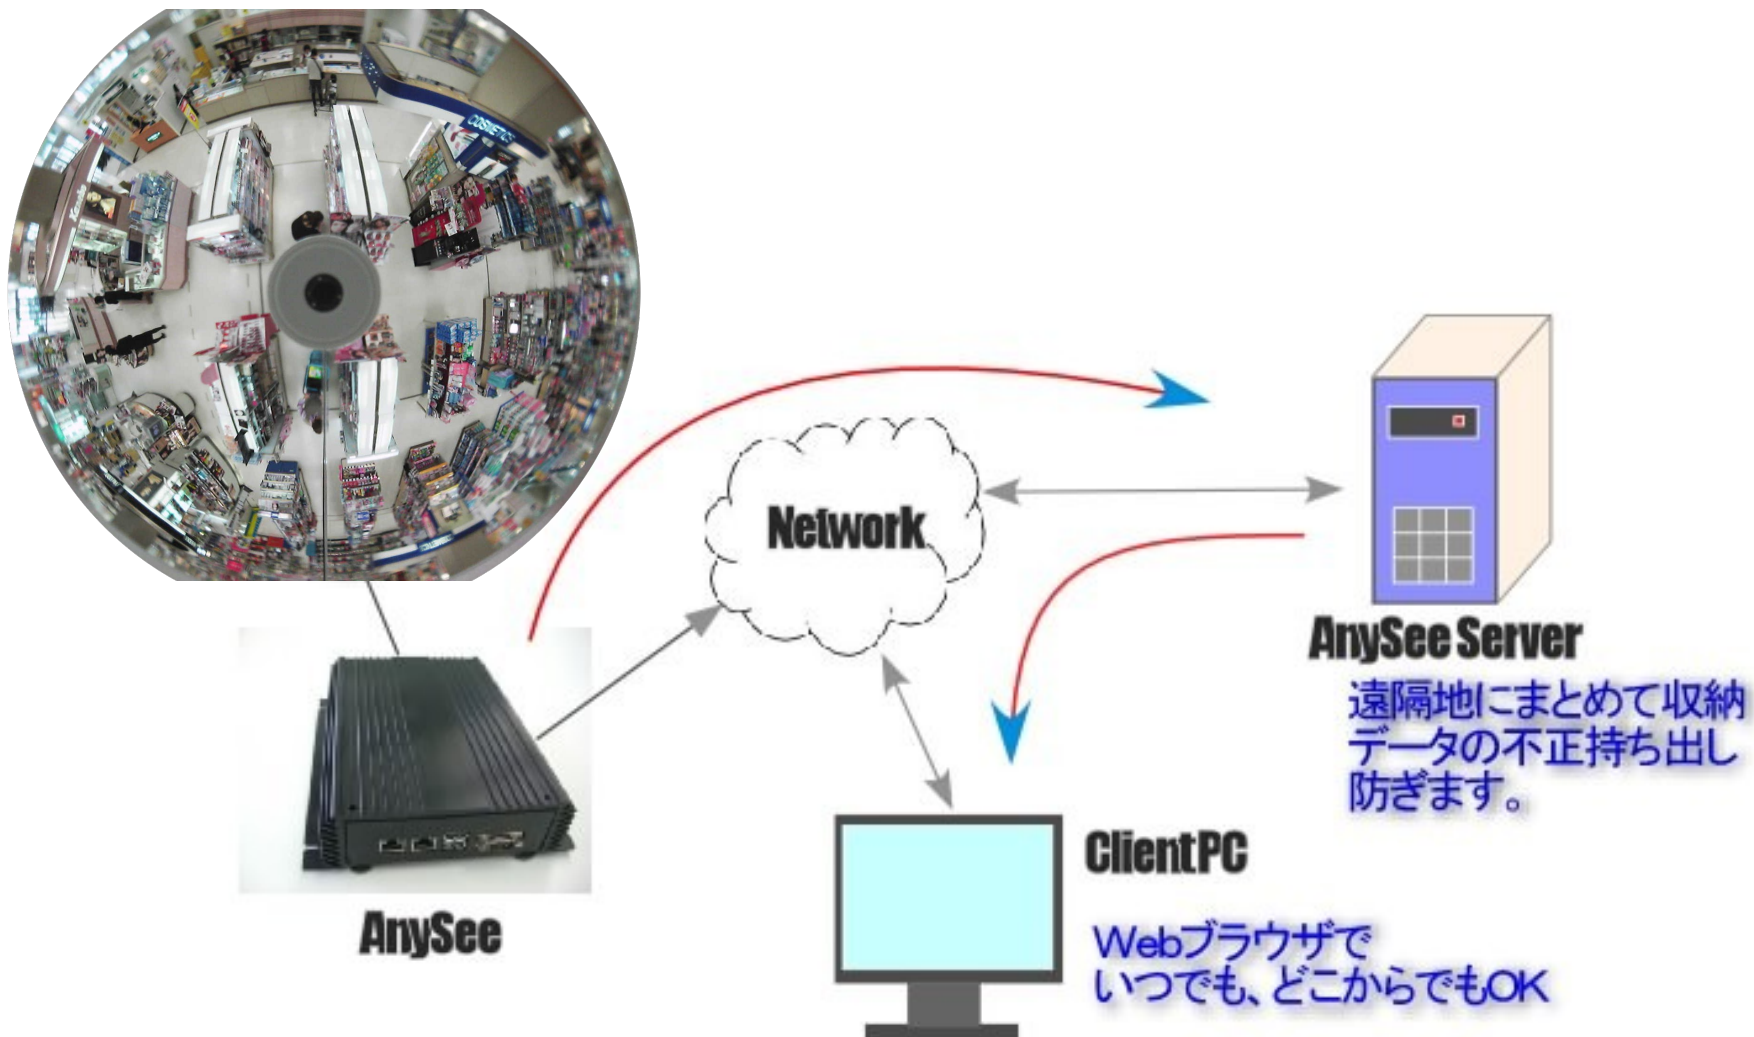 COSMETICS
Kanebo
Network
AnySee Server
遠隔地にまとめて収納
データの不正持ち出し
防ぎます。
ClientPC
AnySee
Webブラウザで
いつでも、どこからでもOK